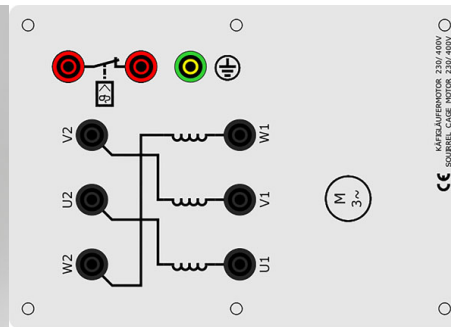 KÄFIGLÄUFERMOTOR 230/400V
SQUIRREL CAGE MOTOR 230/400V
CE
ϑ>
V2
W1
U2
V1
M
3~
W2
U1